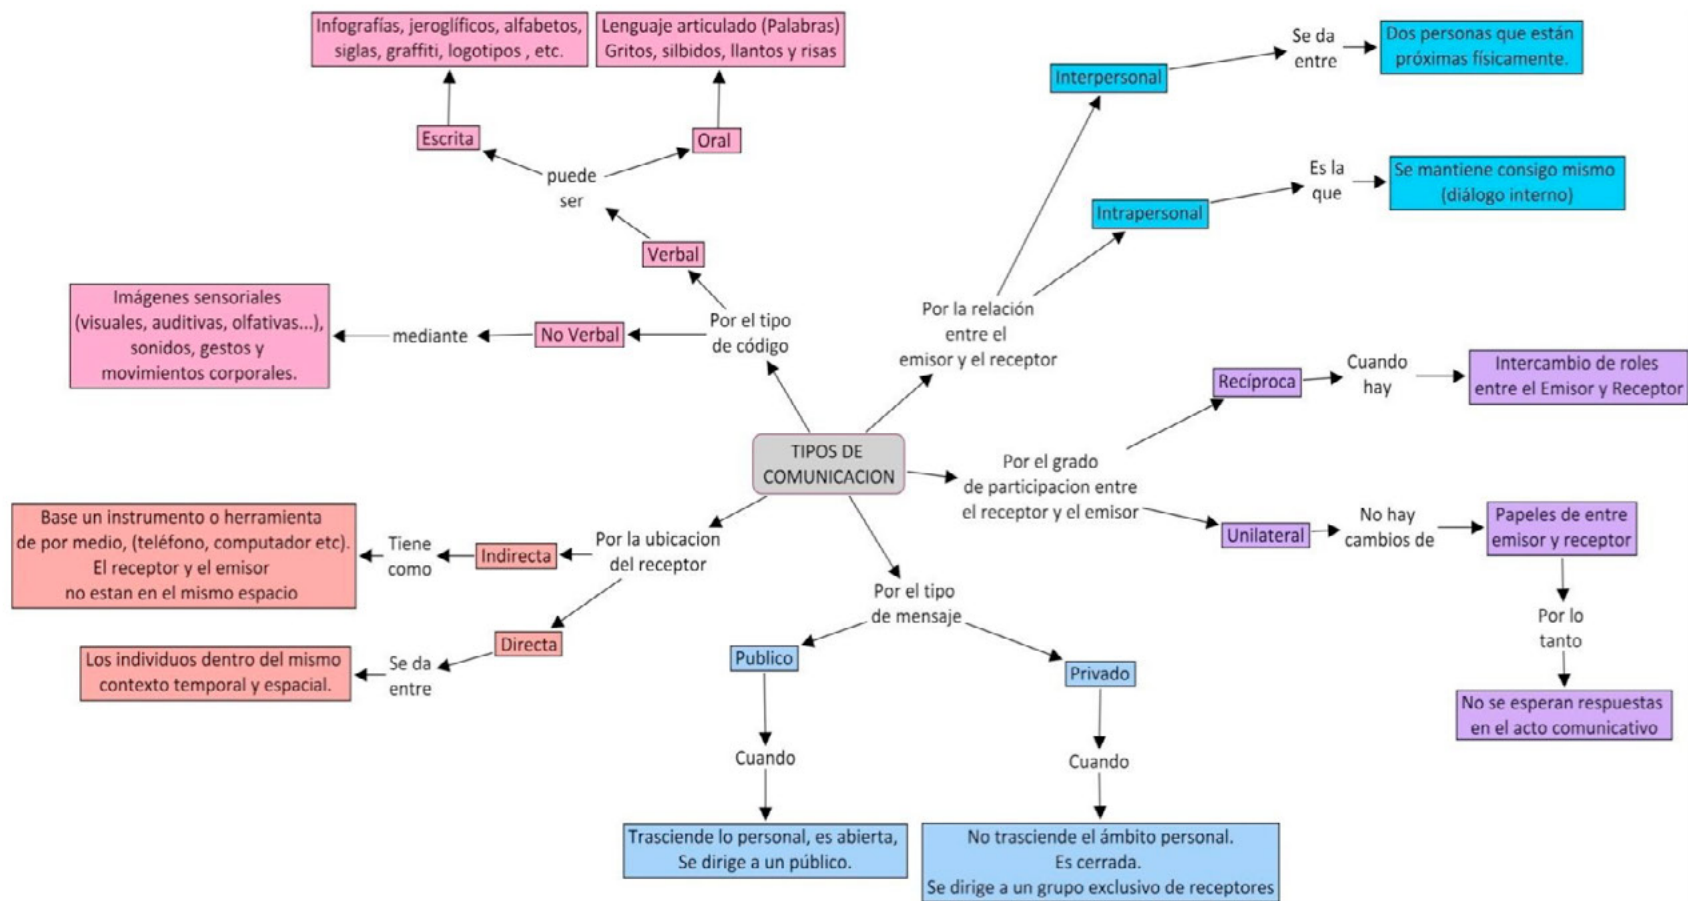 Infografías, jeroglíficos, alfabetos,
siglas, graffiti, logotipos , etc.
Lenguaje articulado (Palabras)
Gritos, silbidos, llantos y risas
Escrita
Oral
puede
ser
Verbal
Imágenes sensoriales
(visuales, auditivas, olfativas...),
sonidos, gestos y
movimientos corporales.
mediante
No Verbal
Por el tipo
de código
Interpersonal
Se da
entre
Dos personas que están
próximas físicamente.
Intrapersonal
Es la
que
Se mantiene consigo mismo
(diálogo interno)
Por la relación
entre el
emisor y el receptor
TIPOS DE
COMUNICACION
Por el grado
de participacion entre
el receptor y el emisor
Recíproca
Cuando
hay
Intercambio de roles
entre el Emisor y Receptor
Unilateral
No hay
cambios de
Papeles de entre
emisor y receptor
Por lo
tanto
No se esperan respuestas
en el acto comunicativo
Base un instrumento o herramienta
de por medio, (teléfono, computador etc).
El receptor y el emisor
no estan en el mismo espacio
Tiene
como
Indirecta
Por la ubicacion
del receptor
Los individuos dentro del mismo
contexto temporal y espacial.
Se da
entre
Directa
Por el tipo
de mensaje
Publico
Cuando
Trasciende lo personal, es abierta,
Se dirige a un público.
Privado
Cuando
No trasciende el ámbito personal.
Es cerrada.
Se dirige a un grupo exclusivo de receptores